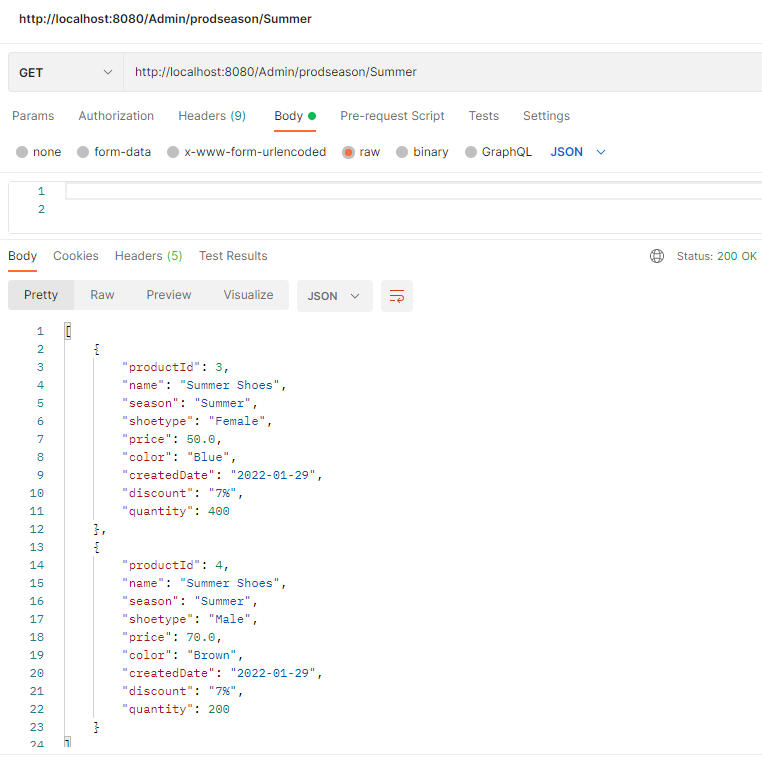 http://localhost:8080/Admin/prodseason/Summer
GET http://localhost:8080/Admin/prodseason/Summer
Params Authorization Headers (9) Body Pre-request Script Tests Settings
none form-data x-www-form-urlencoded raw binary GraphQL JSON
1
2
Body Cookies Headers (5) Test Results Status: 200 OK
Pretty Raw Preview Visualize JSON
1 [
2 {
3 "productId": 3,
4 "name": "Summer Shoes",
5 "season": "Summer",
6 "shoetype": "Female",
7 "price": 50.0,
8 "color": "Blue",
9 "createdDate": "2022-01-29",
10 "discount": "7%",
11 "quantity": 400
12 },
13 {
14 "productId": 4,
15 "name": "Summer Shoes",
16 "season": "Summer",
17 "shoetype": "Male",
18 "price": 70.0,
19 "color": "Brown",
20 "createdDate": "2022-01-29",
21 "discount": "7%",
22 "quantity": 200
23 }
24 ]